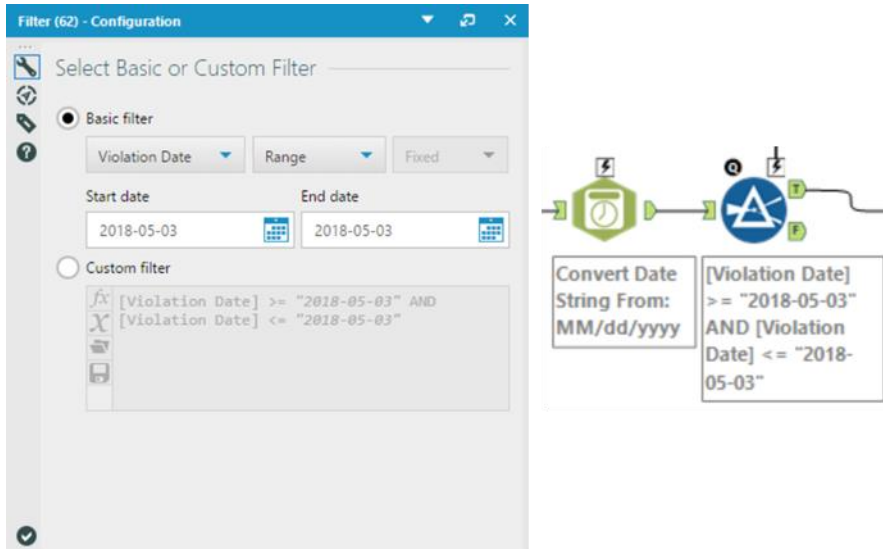 Filter (62) - Configuration
Select Basic or Custom Filter
Basic filter
Violation Date
Range
Fixed
Start date
End date
2018-05-03
2018-05-03
Custom filter
[Violation Date] >= "2018-05-03" AND
[Violation Date] <= "2018-05-03"
Q
T
F
Convert Date
String From:
MM/dd/yyyy
[Violation Date]
>= "2018-05-03"
AND [Violation
Date] <= "2018-
05-03"